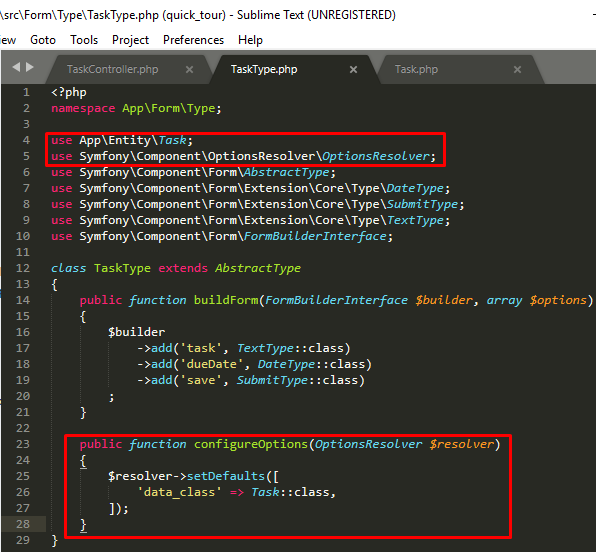 \src\Form\Type\TaskType.php (quick_tour) - Sublime Text (UNREGISTERED)
iew Goto Tools Project Preferences Help
TaskController.php × TaskType.php × Task.php ×
1 <?php
2 namespace App\Form\Type;
3
4 use App\Entity\Task;
5 use Symfony\Component\OptionsResolver\OptionsResolver;
6 use Symfony\Component\Form\AbstractType;
7 use Symfony\Component\Form\Extension\Core\Type\DateType;
8 use Symfony\Component\Form\Extension\Core\Type\SubmitType;
9 use Symfony\Component\Form\Extension\Core\Type\TextType;
10 use Symfony\Component\Form\FormBuilderInterface;
11
12 class TaskType extends AbstractType
13 {
14     public function buildForm(FormBuilderInterface $builder, array $options)
15     {
16         $builder
17             ->add('task', TextType::class)
18             ->add('dueDate', DateType::class)
19             ->add('save', SubmitType::class)
20         ;
21     }
22
23     public function configureOptions(OptionsResolver $resolver)
24     {
25         $resolver->setDefaults([
26             'data_class' => Task::class,
27         ]);
28     }
29 }